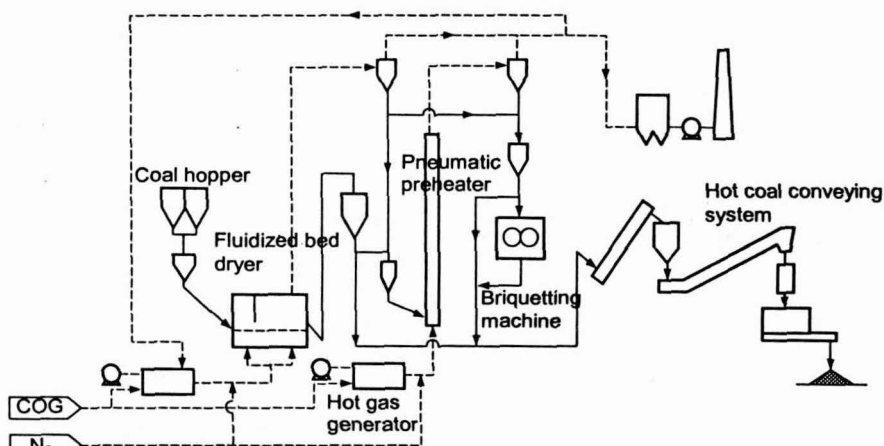 Coal hopper
Fluidized bed
dryer
Pneumatic
preheater
Briquetting
machine
Hot coal conveying
system
COG
Hot gas
generator